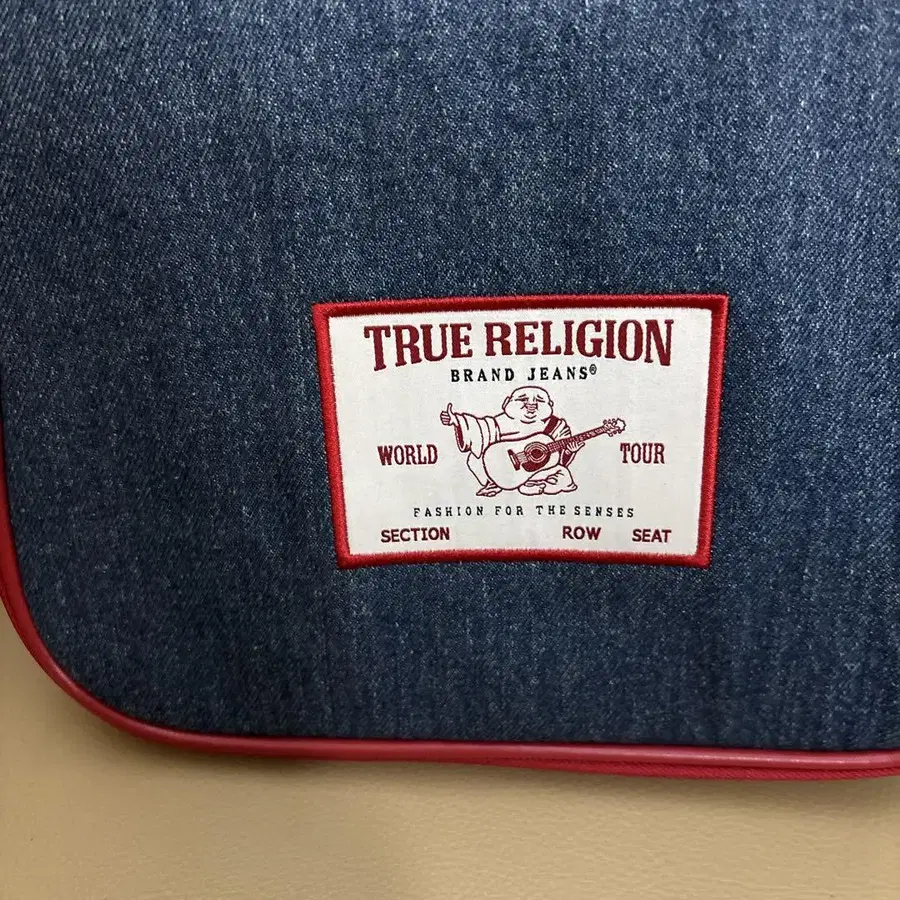 TRUE RELIGION
BRAND JEANS®
WORLD TOUR
FASHION FOR THE SENSES
SECTION ROW SEAT